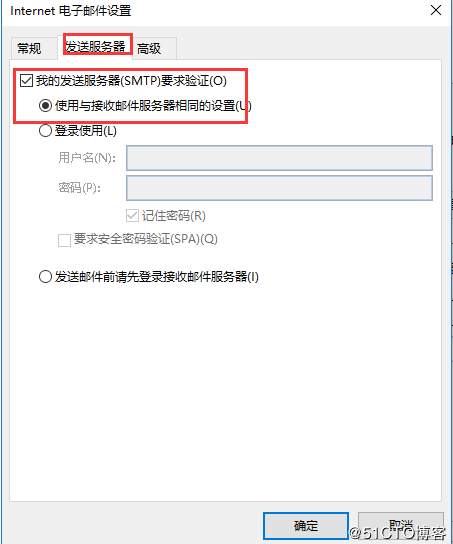 Internet 电子邮件设置
常规 发送服务器 高级
我的发送服务器(SMTP)要求验证(O)
使用与接收邮件服务器相同的设置(U)
登录使用(L)
用户名(N):
密码(P):
记住密码(R)
要求安全密码验证(SPA)(Q)
发送邮件前请先登录接收邮件服务器(I)
确定 取消
@51CTO博客